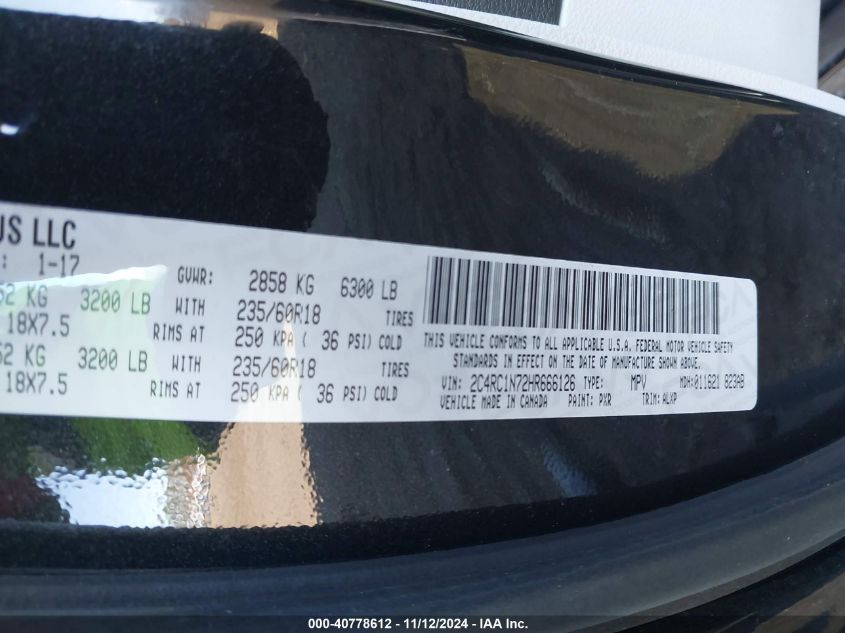 US LLC
: 1-17
GVWR: 2858 KG 6300 LB
52 KG 3200 LB WITH 235/60R18 TIRES
18X7.5 RIMS AT 250 KPA ( 36 PSI) COLD
52 KG 3200 LB WITH 235/60R18 TIRES
18X7.5 RIMS AT 250 KPA ( 36 PSI) COLD
THIS VEHICLE CONFORMS TO ALL APPLICABLE U.S.A. FEDERAL MOTOR VEHICLE SAFETY
STANDARDS IN EFFECT ON THE DATE OF MANUFACTURE SHOWN ABOVE.
VIN: 2C4RC1N72HR666126 TYPE: MPV MDH:011621 823AB
VEHICLE MADE IN CANADA PAINT: PXR TRIM:ALXP
000-40778612 - 11/12/2024 - IAA Inc.